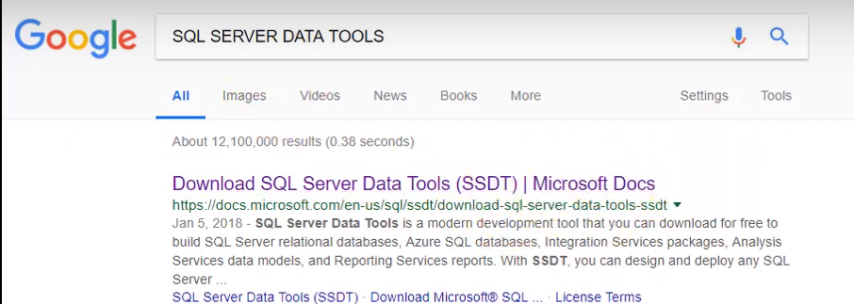 Google SQL SERVER DATA TOOLS
All Images Videos News Books More Settings Tools
About 12,100,000 results (0.38 seconds)
Download SQL Server Data Tools (SSDT) | Microsoft Docs
https://docs.microsoft.com/en-us/sql/ssdt/download-sql-server-data-tools-ssdt
Jan 5, 2018 - SQL Server Data Tools is a modern development tool that you can download for free to
build SQL Server relational databases, Azure SQL databases, Integration Services packages, Analysis
Services data models, and Reporting Services reports. With SSDT, you can design and deploy any SQL
Server ...
SQL Server Data Tools (SSDT) · Download Microsoft® SQL ... · License Terms